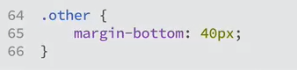 64 .other {
65     margin-bottom: 40px;
66 }